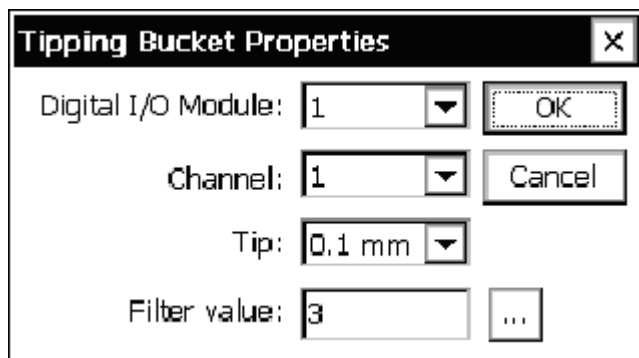 Tipping Bucket Properties
Digital I/O Module: 1 OK
Channel: 1 Cancel
Tip: 0.1 mm
Filter value: 3 ...